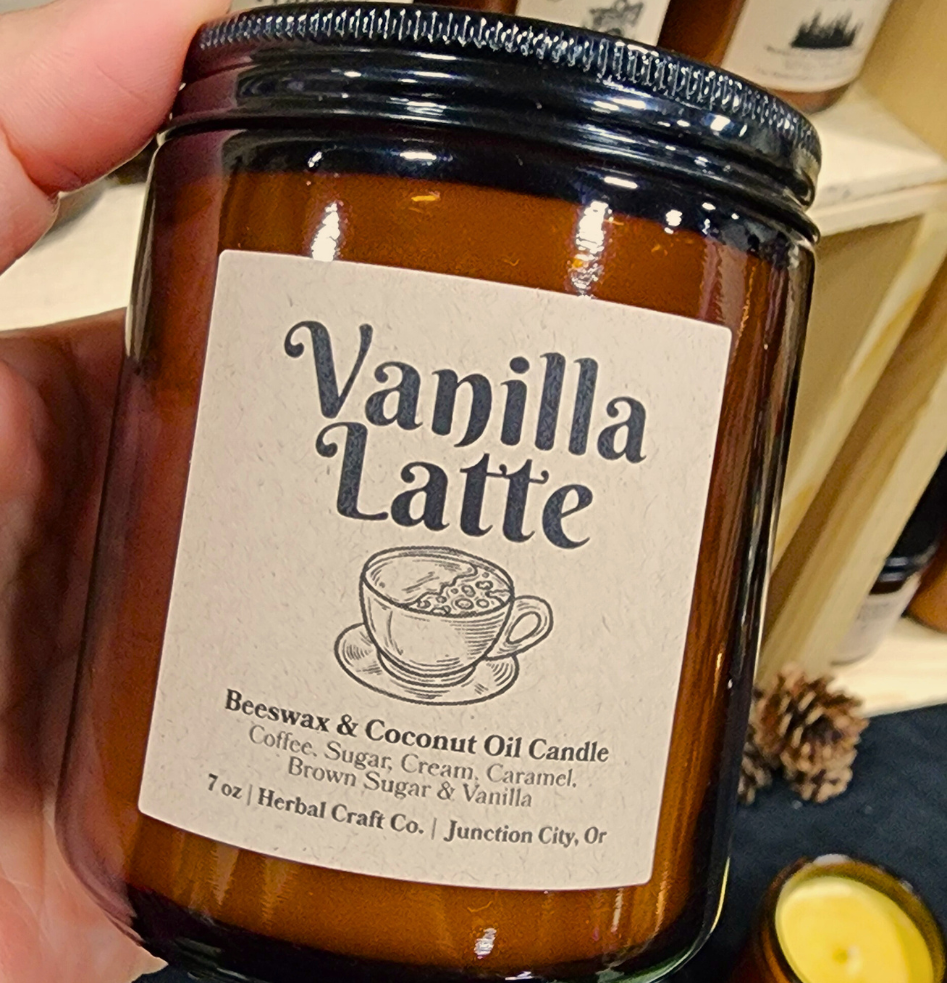 Vanilla
Latte
Beeswax & Coconut Oil Candle
Coffee, Sugar, Cream, Caramel,
Brown Sugar & Vanilla
7 oz | Herbal Craft Co. | Junction City, Or